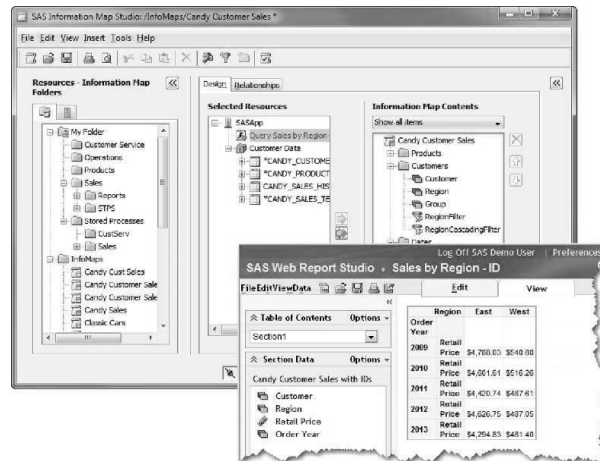 SAS Information Map Studio: /InfoMaps/Candy Customer Sales *
File Edit View Insert Tools Help
Resources - Information Map Folders
My Folder
Customer Service
Operations
Products
Sales
Reports
STPS
Stored Processes
CustServ
Sales
InfoMaps
Candy Cust Sales
Candy Customer Sale
Candy Customer Sale
Candy Sales
Classic Cars
Design Relationships
Selected Resources
SASApp
Query Sales by Region-
Customer Data
*CANDY_CUSTOME
*CANDY_PRODUCT
CANDY_SALES_HIS
*CANDY_SALES_TE
Information Map Contents
Show all items
Candy Customer Sales
Products
Customers
Customer
Region
Group
RegionFilter
RegionCascadingFilter
Dates
Log Off SAS Demo User Preferences
SAS Web Report Studio • Sales by Region - ID
File Edit View Data
Edit View
Table of Contents Options
Section1
Section Data Options
Candy Customer Sales with IDs
Customer
Region
Retail Price
Order Year
Region East West
Order Year
2009 Retail Price $4,788.03 $540.80
2010 Retail Price $4,601.61 $516.26
2011 Retail Price $4,420.74 $487.61
2012 Retail Price $4,626.75 $487.05
2013 Retail Price $4,294.83 $481.40